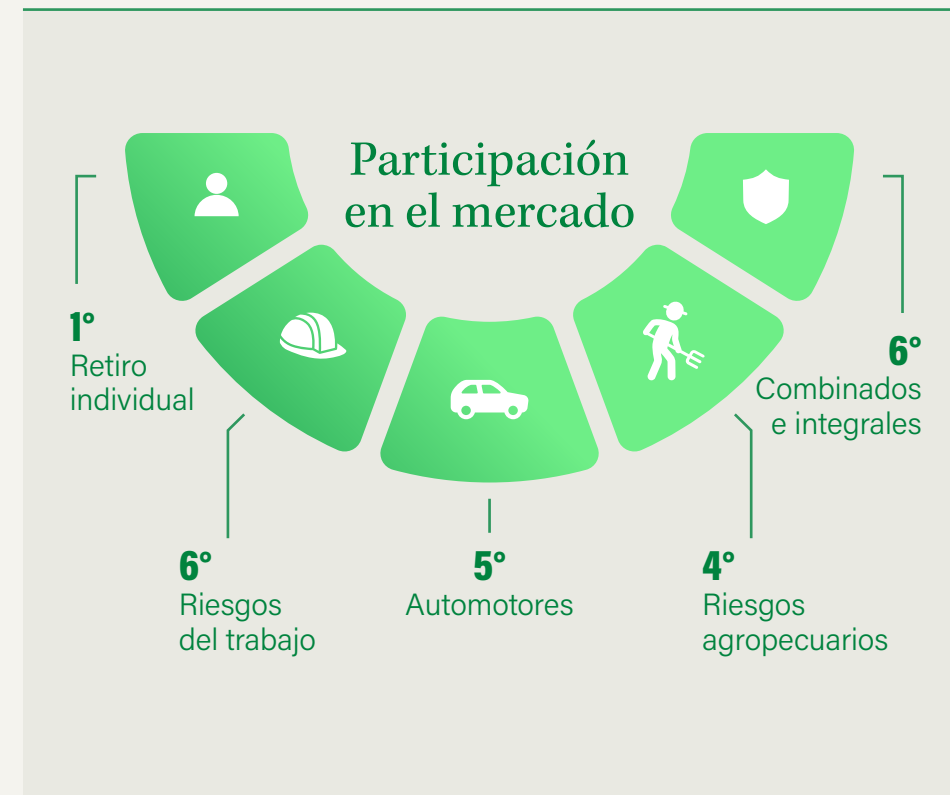 Participación
en el mercado
1°
Retiro
individual
6°
Riesgos
del trabajo
5°
Automotores
4°
Riesgos
agropecuarios
6°
Combinados
e integrales